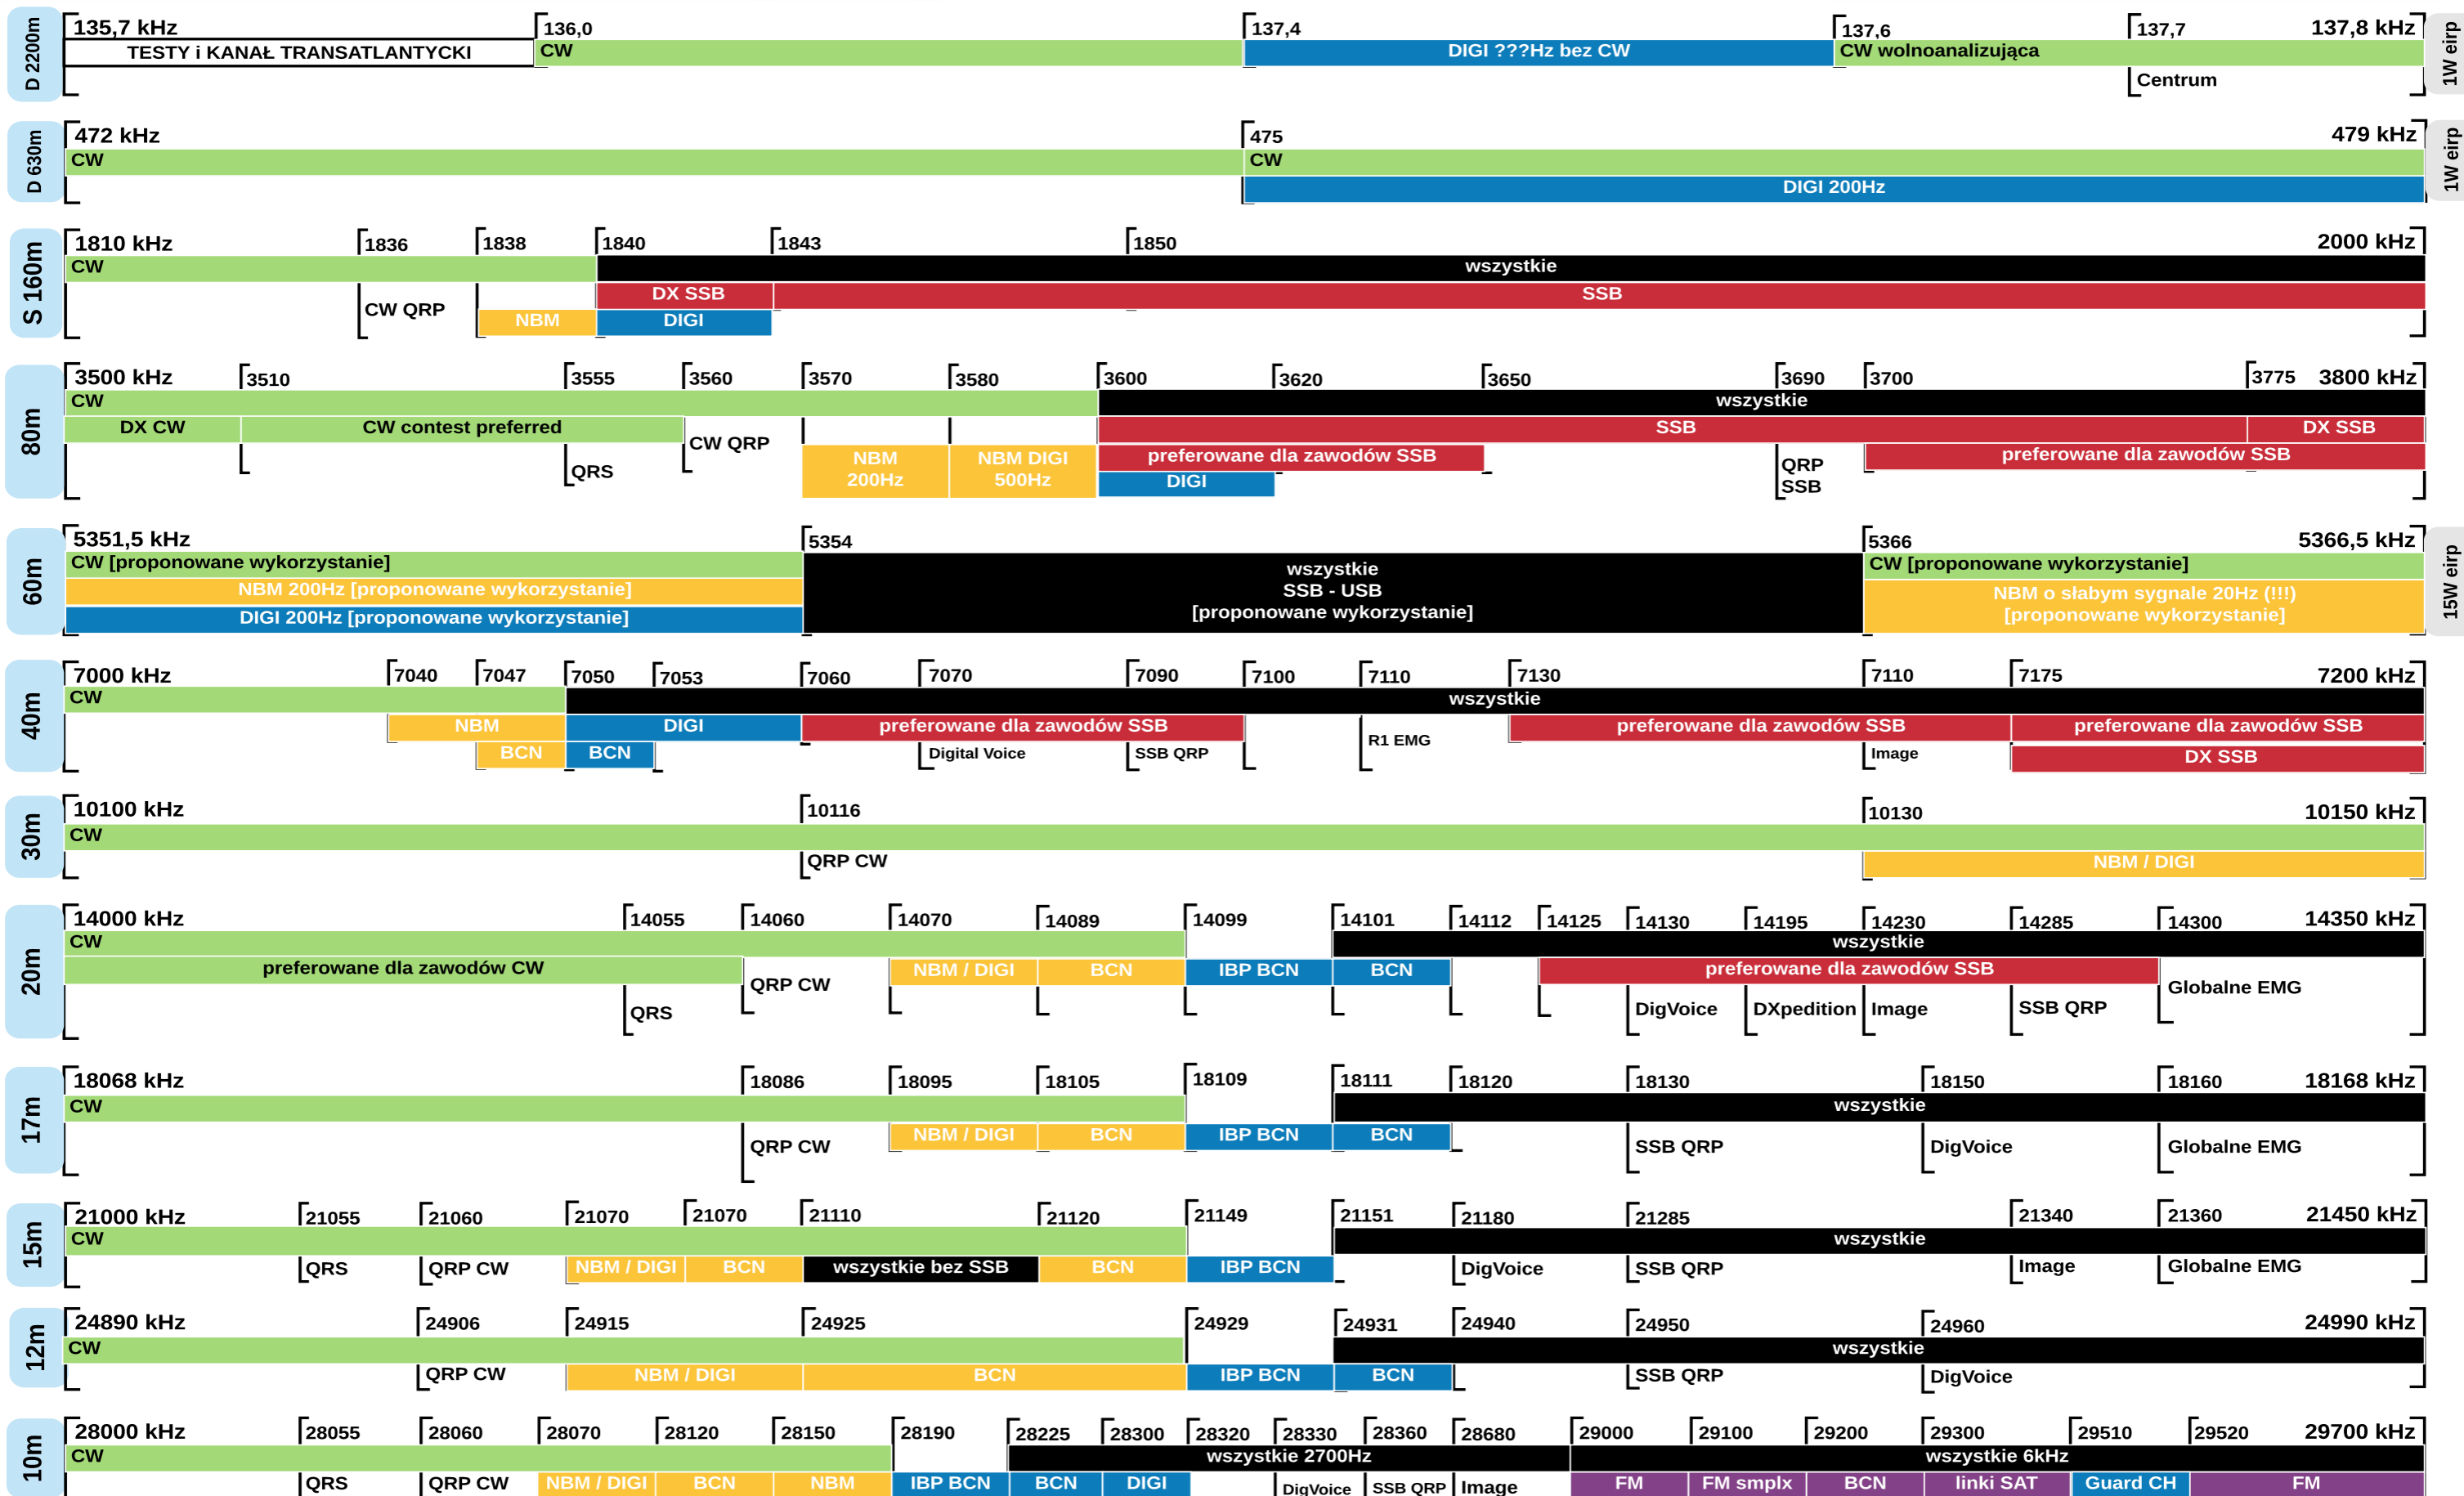 D 2200m
135,7 kHz
136,0
137,4
137,6
137,7
137,8 kHz
TESTY i KANAŁ TRANSATLANTYCKI
CW
DIGI ???Hz bez CW
CW wolnoanalizująca
Centrum
1W eirp
D 630m
472 kHz
475
479 kHz
CW
CW
DIGI 200Hz
1W eirp
S 160m
1810 kHz
1836
1838
1840
1843
1850
2000 kHz
CW
wszystkie
DX SSB
SSB
CW QRP
NBM
DIGI
80m
3500 kHz
3510
3555
3560
3570
3580
3600
3620
3650
3690
3700
3775
3800 kHz
CW
wszystkie
DX CW
CW contest preferred
CW QRP
SSB
DX SSB
QRS
NBM
200Hz
NBM DIGI
500Hz
preferowane dla zawodów SSB
DIGI
QRP
SSB
preferowane dla zawodów SSB
60m
5351,5 kHz
5354
5366
5366,5 kHz
CW [proponowane wykorzystanie]
NBM 200Hz [proponowane wykorzystanie]
DIGI 200Hz [proponowane wykorzystanie]
wszystkie
SSB - USB
[proponowane wykorzystanie]
CW [proponowane wykorzystanie]
NBM o słabym sygnale 20Hz (!!!)
[proponowane wykorzystanie]
15W eirp
40m
7000 kHz
7040
7047
7050
7053
7060
7070
7090
7100
7110
7130
7110
7175
7200 kHz
CW
wszystkie
NBM
DIGI
preferowane dla zawodów SSB
preferowane dla zawodów SSB
preferowane dla zawodów SSB
BCN
BCN
Digital Voice
SSB QRP
R1 EMG
Image
DX SSB
30m
10100 kHz
10116
10130
10150 kHz
CW
QRP CW
NBM / DIGI
20m
14000 kHz
14055
14060
14070
14089
14099
14101
14112
14125
14130
14195
14230
14285
14300
14350 kHz
CW
wszystkie
preferowane dla zawodów CW
QRP CW
NBM / DIGI
BCN
IBP BCN
BCN
preferowane dla zawodów SSB
Globalne EMG
QRS
DigVoice
DXpedition
Image
SSB QRP
17m
18068 kHz
18086
18095
18105
18109
18111
18120
18130
18150
18160
18168 kHz
CW
wszystkie
QRP CW
NBM / DIGI
BCN
IBP BCN
BCN
SSB QRP
DigVoice
Globalne EMG
15m
21000 kHz
21055
21060
21070
21070
21110
21120
21149
21151
21180
21285
21340
21360
21450 kHz
CW
wszystkie
QRS
QRP CW
NBM / DIGI
BCN
wszystkie bez SSB
BCN
IBP BCN
DigVoice
SSB QRP
Image
Globalne EMG
12m
24890 kHz
24906
24915
24925
24929
24931
24940
24950
24960
24990 kHz
CW
wszystkie
QRP CW
NBM / DIGI
BCN
IBP BCN
BCN
SSB QRP
DigVoice
10m
28000 kHz
28055
28060
28070
28120
28150
28190
28225
28300
28320
28330
28360
28680
29000
29100
29200
29300
29510
29520
29700 kHz
CW
wszystkie 2700Hz
wszystkie 6kHz
QRS
QRP CW
NBM / DIGI
BCN
NBM
IBP BCN
BCN
DIGI
DigVoice
SSB QRP
Image
FM
FM smplx
BCN
linki SAT
Guard CH
FM